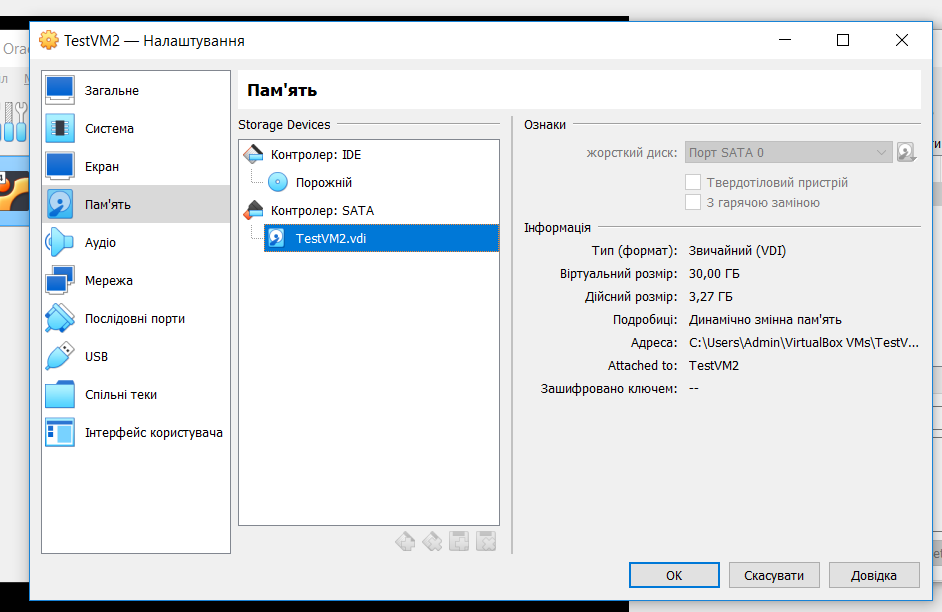 TestVM2 — Налаштування
Ora
Загальне
Система
Екран
Пам'ять
Аудіо
Мережа
Послідовні порти
USB
Спільні теки
Інтерфейс користувача
Пам'ять
Storage Devices
Контролер: IDE
Порожній
Контролер: SATA
TestVM2.vdi
Ознаки
жорсткий диск: Порт SATA 0
Твердотіловий пристрій
З гарячою заміною
Інформація
Тип (формат): Звичайний (VDI)
Віртуальний розмір: 30,00 ГБ
Дійсний розмір: 3,27 ГБ
Подробиці: Динамічно змінна пам'ять
Адреса: C:\Users\Admin\VirtualBox VMs\TestV...
Attached to: TestVM2
Зашифровано ключем: --
OK Скасувати Довідка